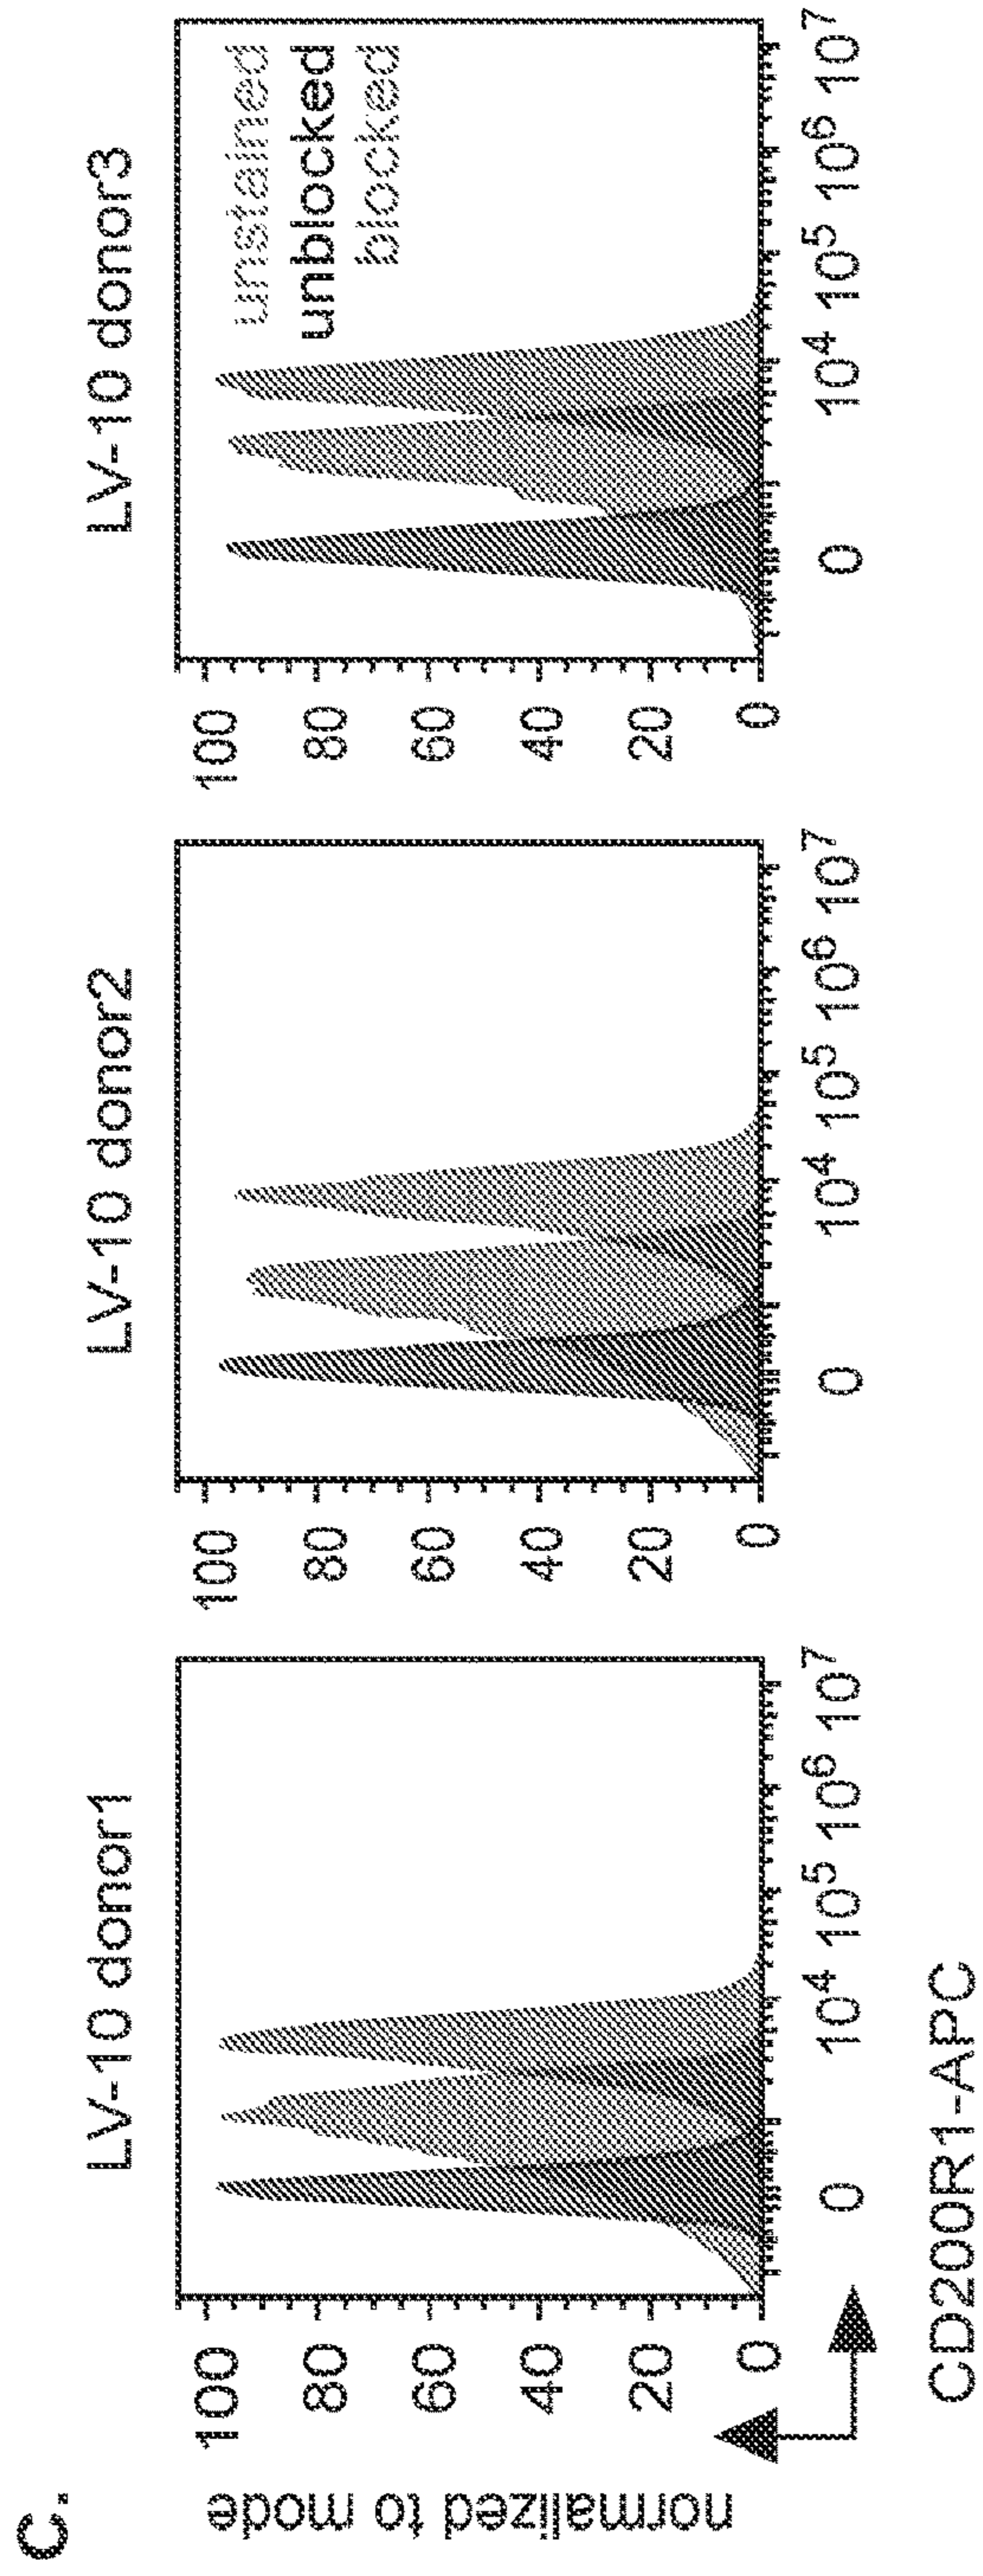 C.
LV-10 donor1
LV-10 donor2
LV-10 donor3
normalized to mode
100
80
60
40
20
0
0 10⁴ 10⁵ 10⁶ 10⁷
100
80
60
40
20
0
0 10⁴ 10⁵ 10⁶ 10⁷
100
80
60
40
20
0
0 10⁴ 10⁵ 10⁶ 10⁷
unstained
unblocked
blocked
CD200R1-APC